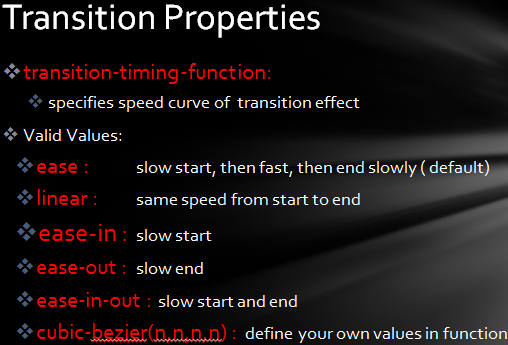 Transition Properties
transition-timing-function:
specifies speed curve of transition effect
Valid Values:
ease : slow start, then fast, then end slowly ( default)
linear : same speed from start to end
ease-in : slow start
ease-out : slow end
ease-in-out : slow start and end
cubic-bezier(n,n,n,n) : define your own values in function